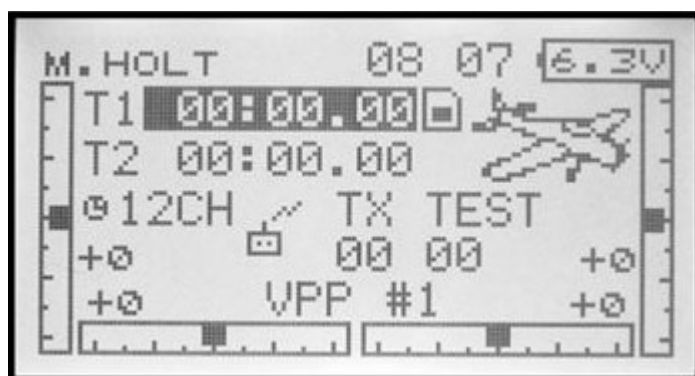 M.HOLT 08 07 6.3V
T1 00:00.00
T2 00:00.00
12CH TX TEST
+0 00 00 +0
+0 VPP #1 +0